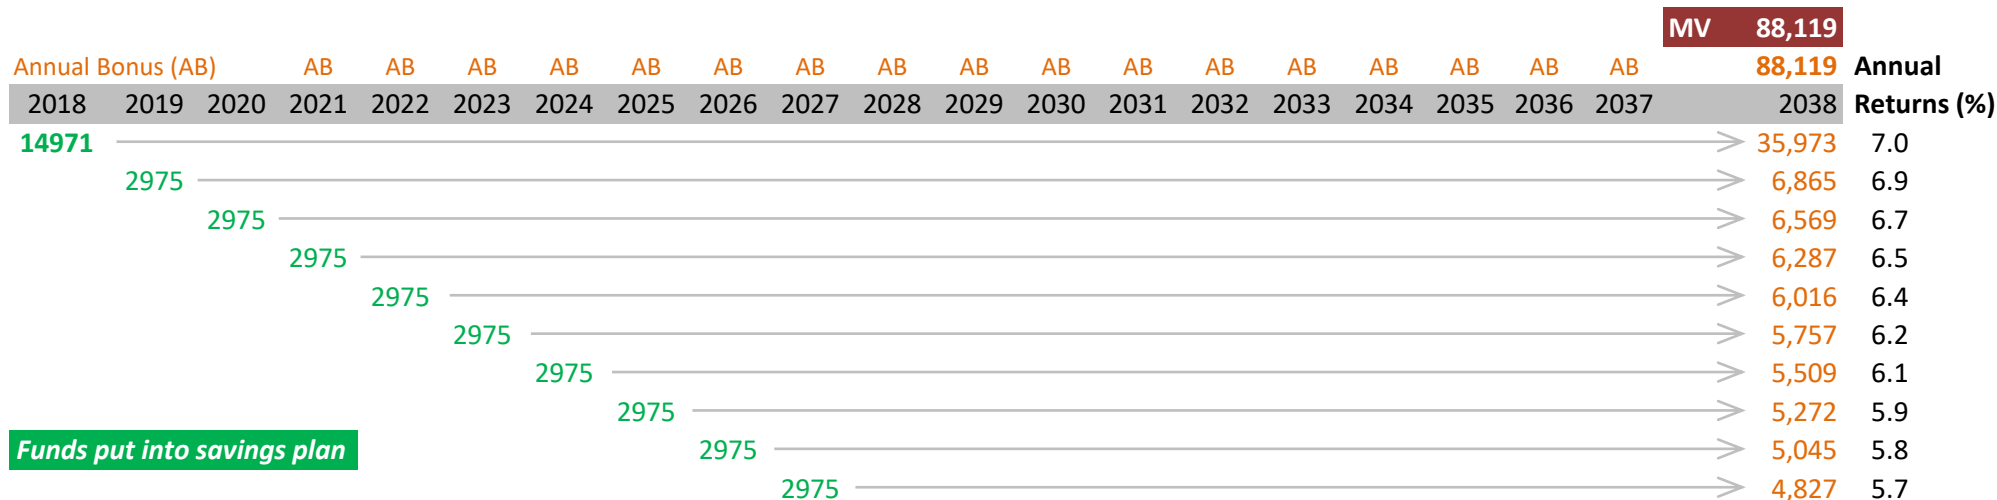 MV 88,119
Annual Bonus (AB) AB AB AB AB AB AB AB AB AB AB AB AB AB AB AB AB AB 88,119 Annual
2018 2019 2020 2021 2022 2023 2024 2025 2026 2027 2028 2029 2030 2031 2032 2033 2034 2035 2036 2037 2038 Returns (%)
14971 35,973 7.0
2975 6,865 6.9
2975 6,569 6.7
2975 6,287 6.5
2975 6,016 6.4
2975 5,757 6.2
2975 5,509 6.1
2975 5,272 5.9
Funds put into savings plan 2975 5,045 5.8
2975 4,827 5.7